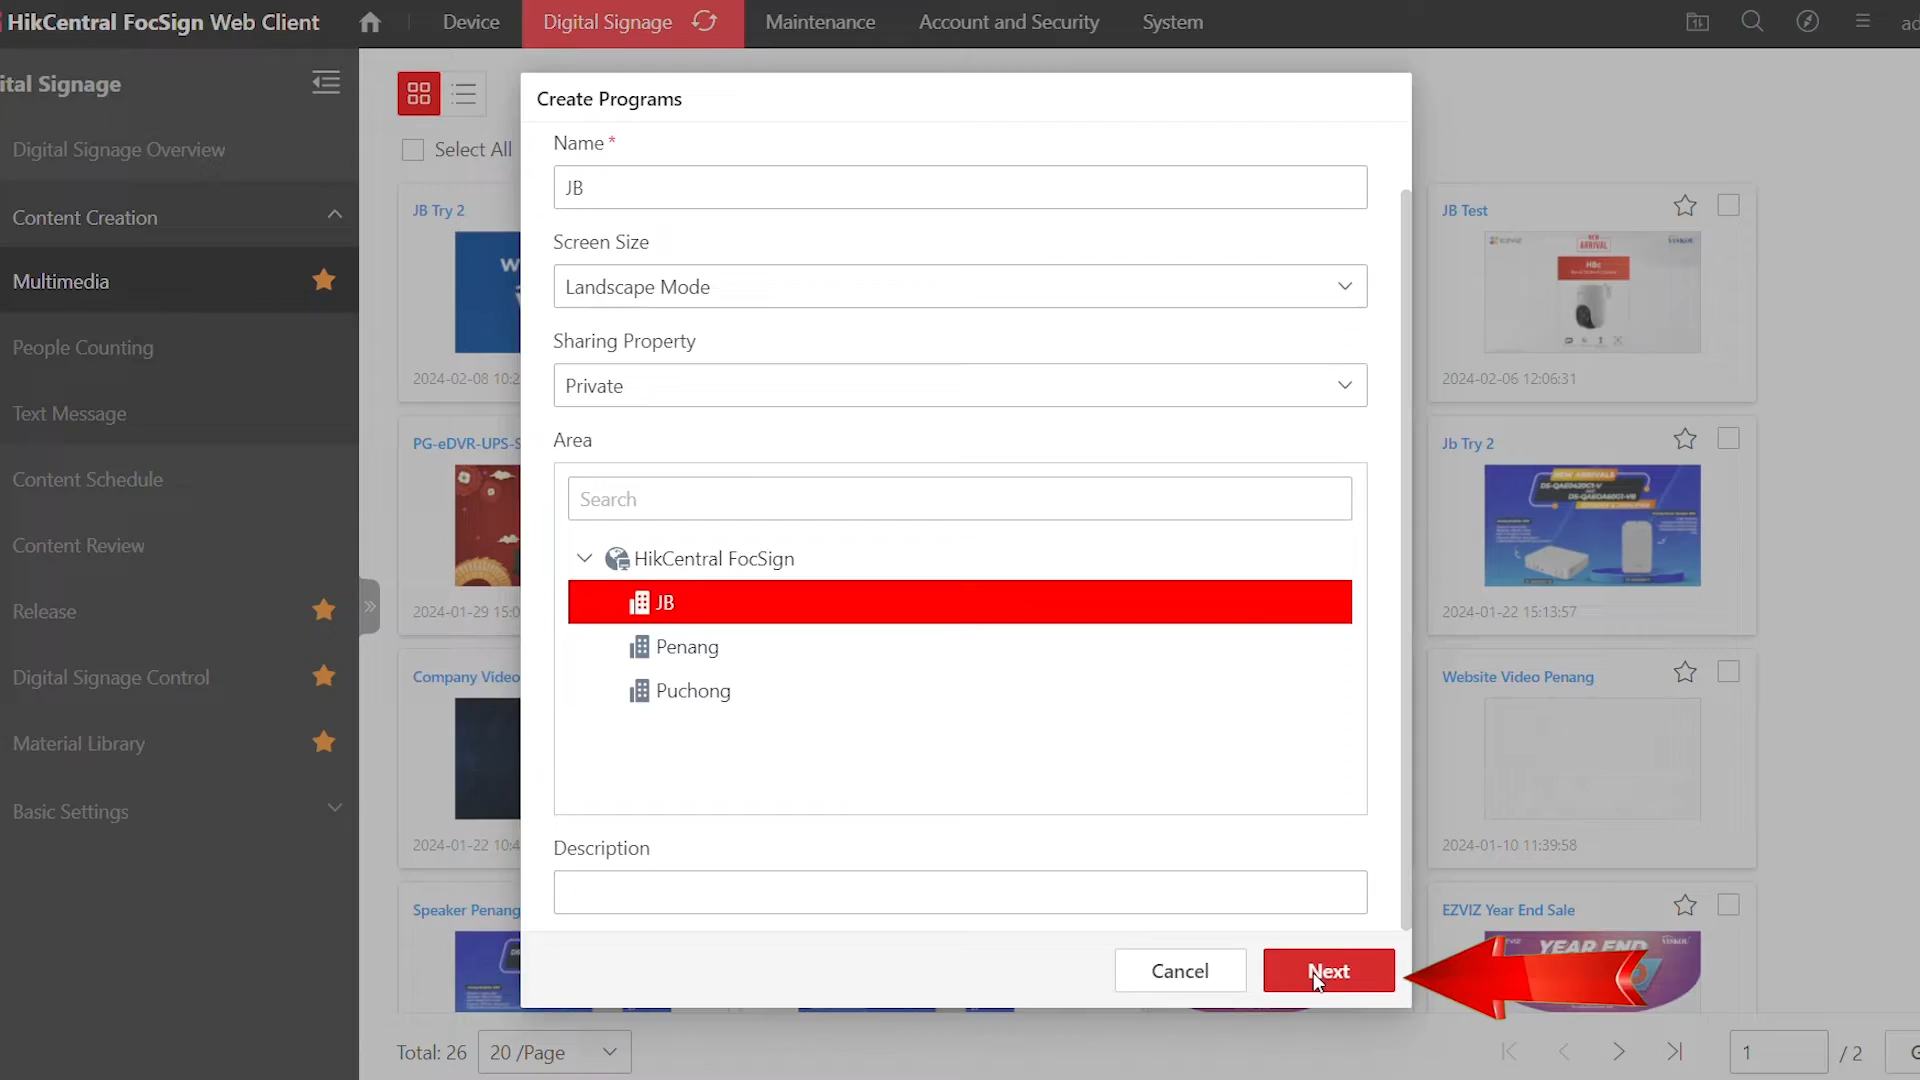 HikCentral FocSign Web Client
Device
Digital Signage
Maintenance
Account and Security
System
ital Signage
Digital Signage Overview
Content Creation
Multimedia
People Counting
Text Message
Content Schedule
Content Review
Release
Digital Signage Control
Material Library
Basic Settings
Select All
JB Try 2
W
2024-02-08 10:2
PG-eDVR-UPS-S
2024-01-29 15:0
Company Video
2024-01-22 10:4
Speaker Penang
Create Programs
Name *
JB
Screen Size
Landscape Mode
Sharing Property
Private
Area
Search
HikCentral FocSign
JB
Penang
Puchong
Description
Cancel
Next
JB Test
EZVIZ
NEW
ARRIVAL
H8c
2024-02-06 12:06:31
Jb Try 2
NEW ARRIVALS
2024-01-22 15:13:57
Website Video Penang
2024-01-10 11:39:58
EZVIZ Year End Sale
YEAR END
Total: 26
20 /Page
1
/ 2